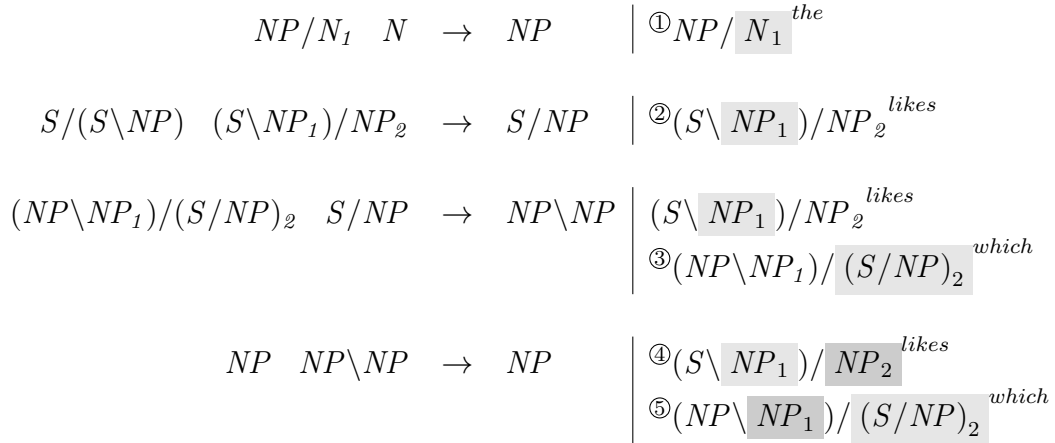 NP/N₁ N → NP | ①NP/N₁^the
S/(S\NP) (S\NP₁)/NP₂ → S/NP | ②(S\NP₁)/NP₂^likes
(NP\NP₁)/(S/NP)₂ S/NP → NP\NP | (S\NP₁)/NP₂^likes
③(NP\NP₁)/(S/NP)₂^which
NP NP\NP → NP | ④(S\NP₁)/NP₂^likes
⑤(NP\NP₁)/(S/NP)₂^which